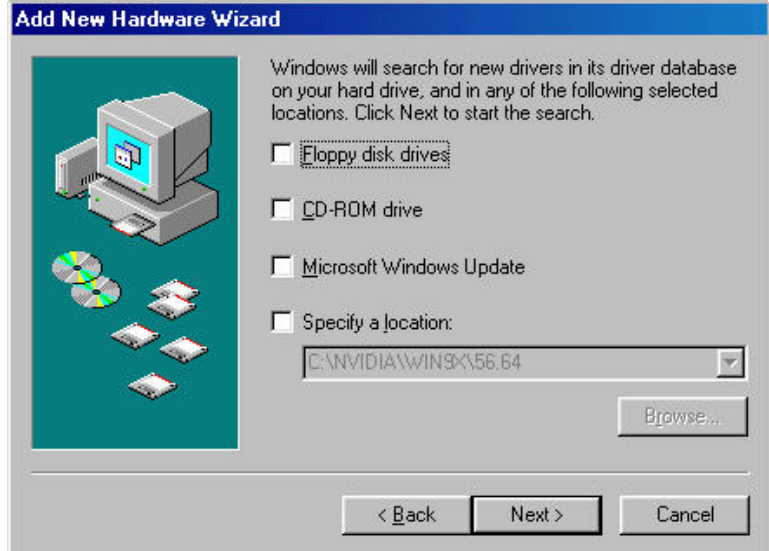 Add New Hardware Wizard
Windows will search for new drivers in its driver database
on your hard drive, and in any of the following selected
locations. Click Next to start the search.
Floppy disk drives
CD-ROM drive
Microsoft Windows Update
Specify a location:
C:\NVIDIA\WIN9X\56.64
Browse...
< Back
Next >
Cancel